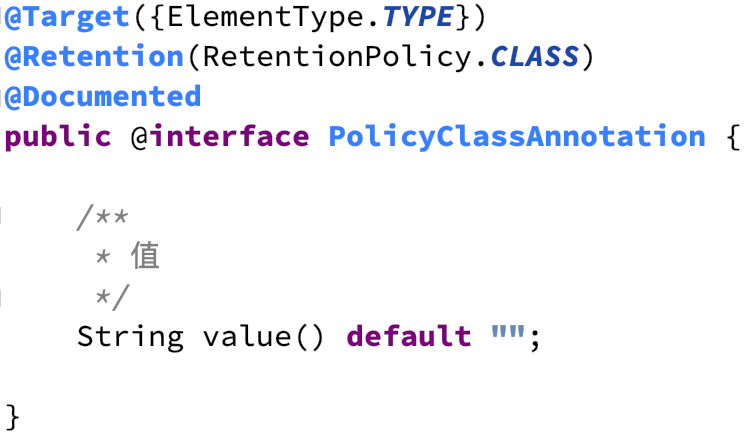 @Target({ElementType.TYPE})
@Retention(RetentionPolicy.CLASS)
@Documented
public @interface PolicyClassAnnotation {
/**
* 值
*/
String value() default "";
}